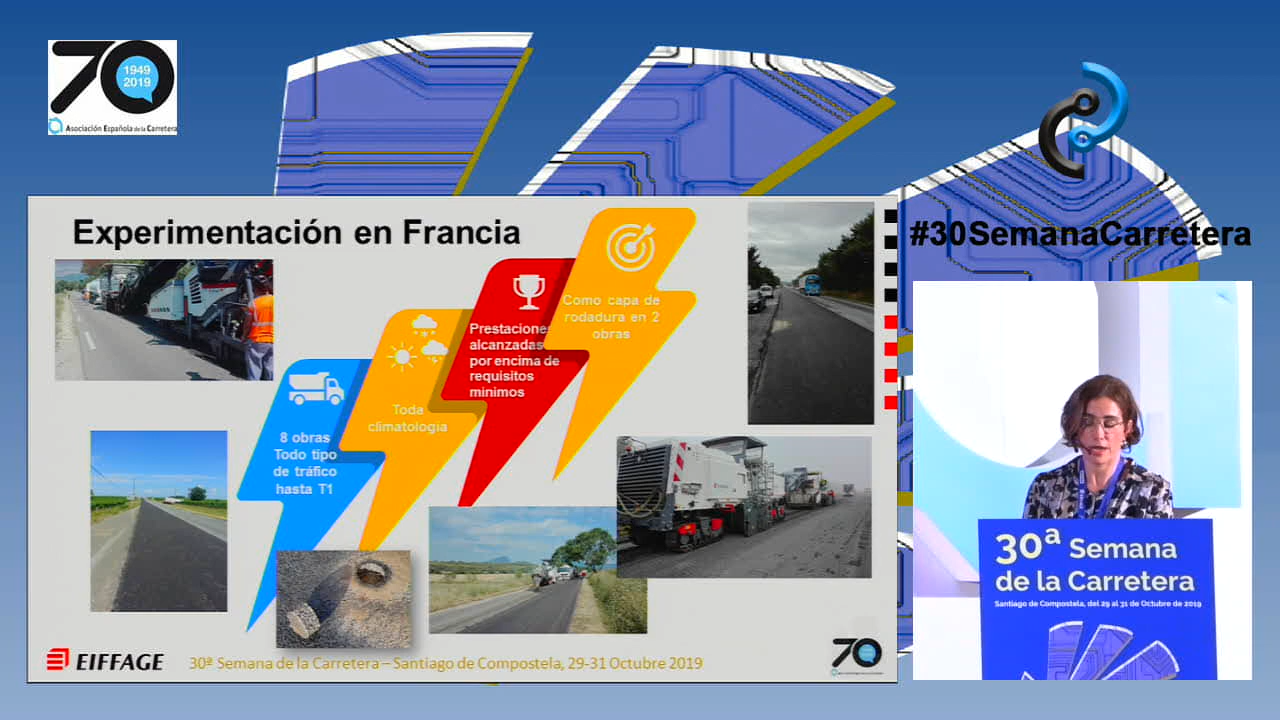 70
1949
2019
Asociación Española de la Carretera
#30SemanaCarretera
Experimentación en Francia
8 obras
Todo tipo
de tráfico
hasta T1
Toda
climatología
Prestaciones
alcanzadas
por encima de
requisitos
mínimos
Como capa de
rodadura en 2
obras
EIFFAGE
30ª Semana de la Carretera – Santiago de Compostela, 29-31 Octubre 2019
70
30ª Semana
de la Carretera
Santiago de Compostela, del 29 al 31 de Octubre de 2019